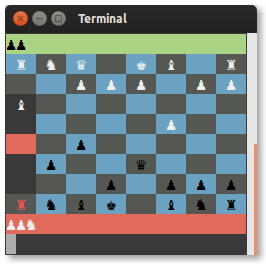 Terminal
♟♟
♜ ♞ ♛ ♚ ♝ ♜
♟ ♟ ♟ ♟ ♟
♝
♟
♟
♟ ♛
♟ ♟ ♟ ♟
♜ ♞ ♝ ♚ ♝ ♞ ♜
♟♟♞